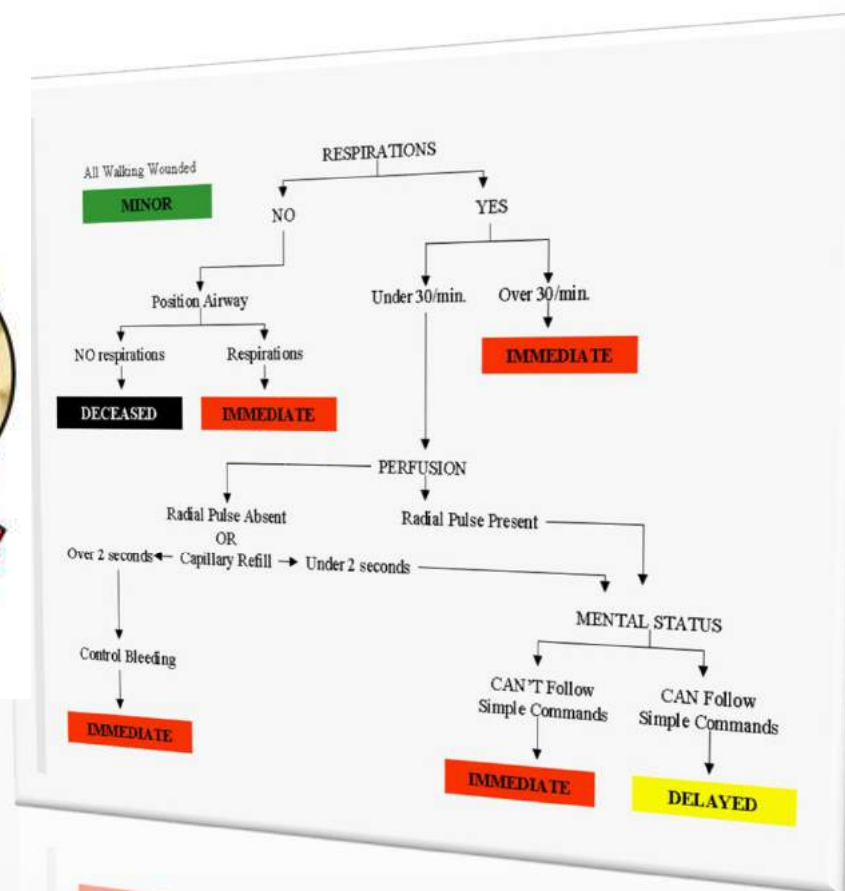 All Walking Wounded
MINOR
RESPIRATIONS
NO
YES
Position Airway
Under 30/min.
Over 30/min.
IMMEDIATE
NO respirations
Respirations
DECEASED
IMMEDIATE
PERFUSION
Radial Pulse Absent
OR
Radial Pulse Present
Over 2 seconds
Capillary Refill
Under 2 seconds
MENTAL STATUS
Control Bleeding
CAN'T Follow
Simple Commands
CAN Follow
Simple Commands
IMMEDIATE
IMMEDIATE
DELAYED